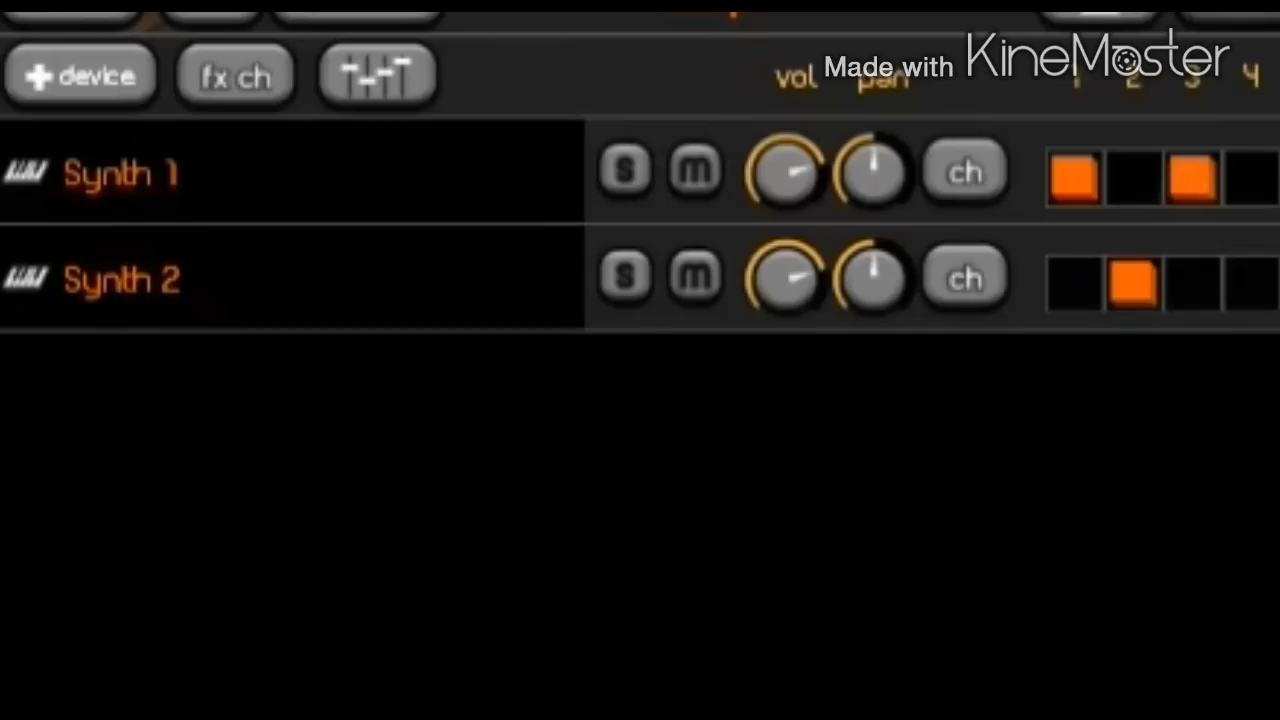 Made with KINEMASTER
+ device fx ch vol pan 1 2 3 4
Synth 1 s m ch
Synth 2 s m ch